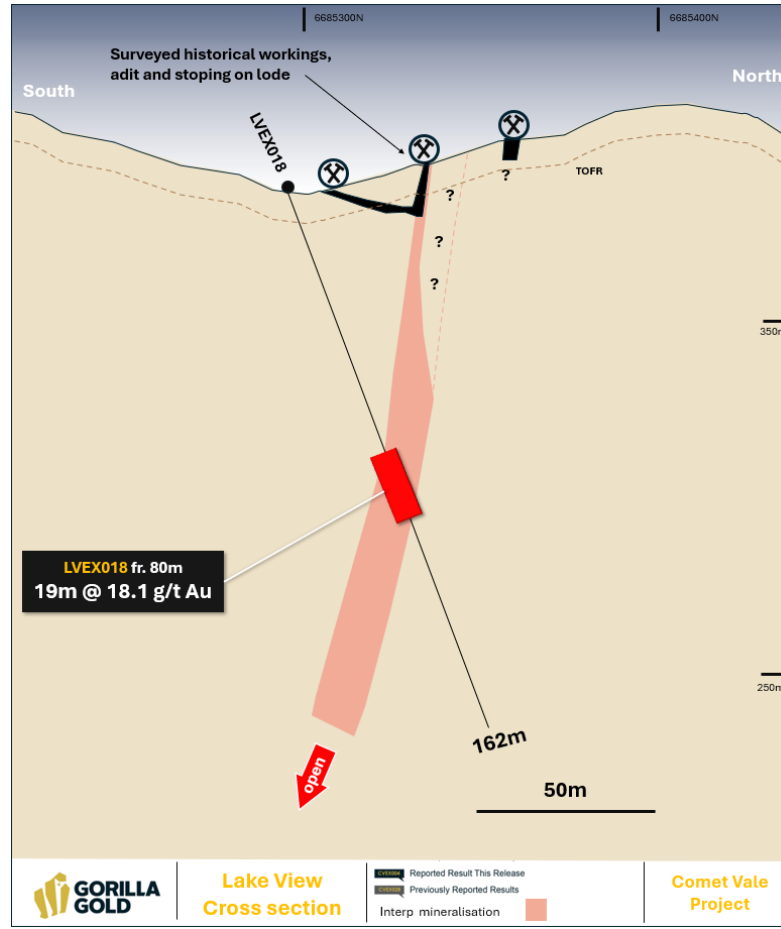 6685300N
6685400N
Surveyed historical workings,
adit and stoping on lode
South
North
LVEX018
?
TOFR
?
?
?
350m
LVEX018 fr. 80m
19m @ 18.1 g/t Au
250m
162m
open
50m
GORILLA
GOLD
Lake View
Cross section
Reported Result This Release
Previously Reported Results
Interp mineralisation
Comet Vale
Project